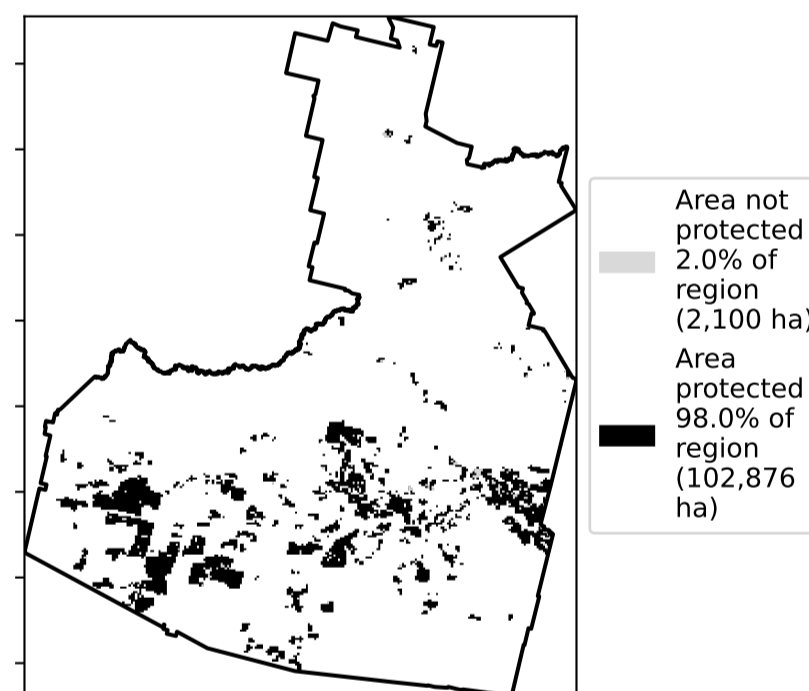 Area not
protected
2.0% of
region
(2,100 ha)
Area
protected
98.0% of
region
(102,876
ha)